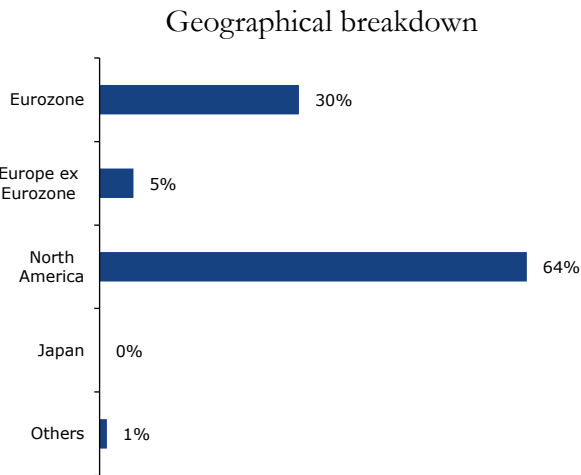 Geographical breakdown
Eurozone
30%
Europe ex
Eurozone
5%
North
America
64%
Japan
0%
Others
1%